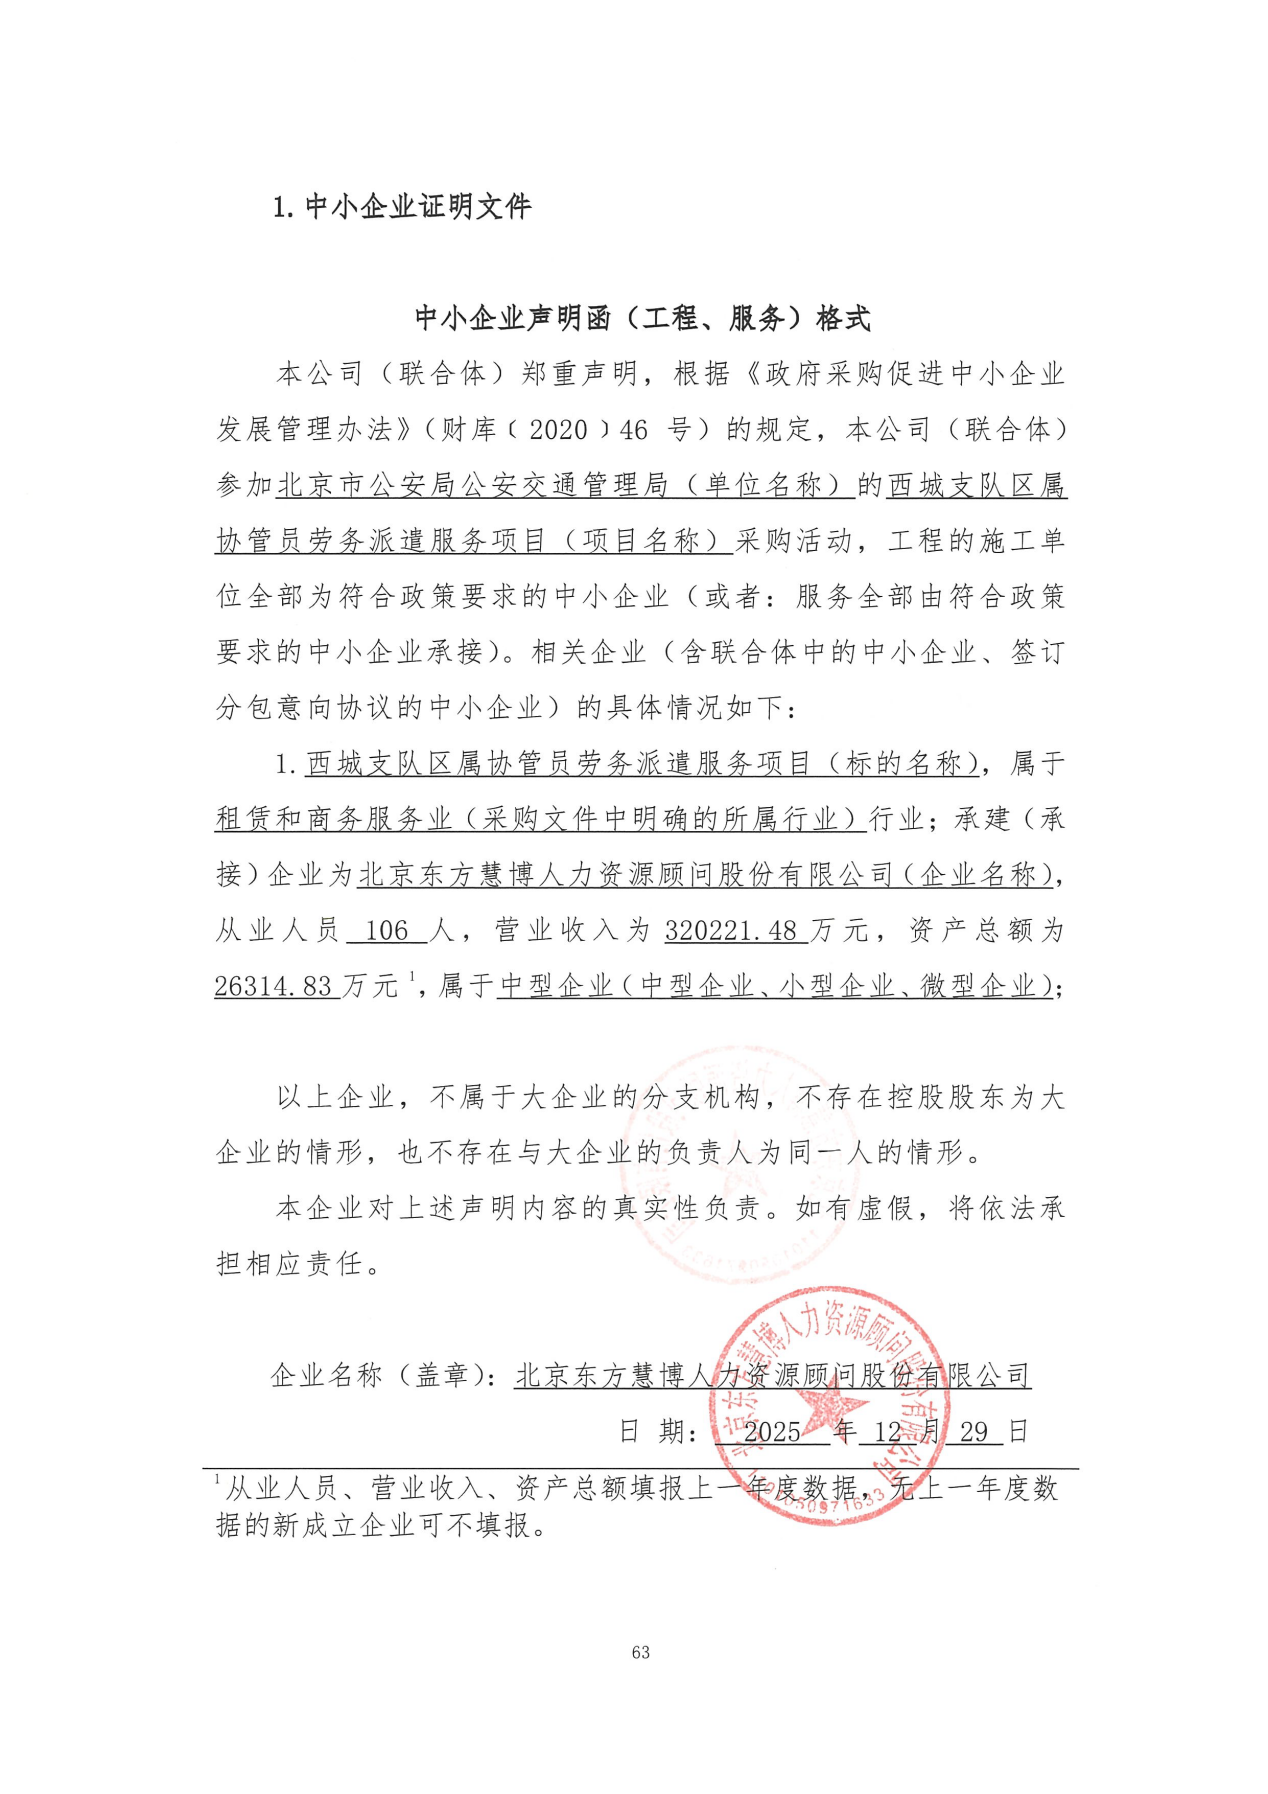 1.中小企业证明文件
中小企业声明函（工程、服务）格式
本公司（联合体）郑重声明，根据《政府采购促进中小企业
发展管理办法》（财库﹝2020﹞46 号）的规定，本公司（联合体）
参加北京市公安局公安交通管理局（单位名称）的西城支队区属
协管员劳务派遣服务项目（项目名称）采购活动，工程的施工单
位全部为符合政策要求的中小企业（或者：服务全部由符合政策
要求的中小企业承接）。相关企业（含联合体中的中小企业、签订
分包意向协议的中小企业）的具体情况如下：
1.西城支队区属协管员劳务派遣服务项目（标的名称），属于
租赁和商务服务业（采购文件中明确的所属行业）行业；承建（承
接）企业为北京东方慧博人力资源顾问股份有限公司（企业名称），
从业人员 106 人，营业收入为 320221.48 万元，资产总额为
26314.83 万元¹，属于中型企业（中型企业、小型企业、微型企业）；
以上企业，不属于大企业的分支机构，不存在控股股东为大
企业的情形，也不存在与大企业的负责人为同一人的情形。
本企业对上述声明内容的真实性负责。如有虚假，将依法承
担相应责任。
企业名称（盖章）：北京东方慧博人力资源顾问股份有限公司
日 期： 2025 年 12 月 29 日
北京东方慧博人力资源顾问股份有限公司
1101050971633
¹从业人员、营业收入、资产总额填报上一年度数据，无上一年度数
据的新成立企业可不填报。
63